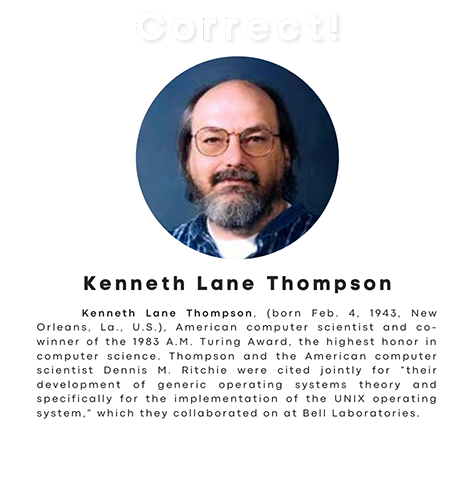 Correct!
Kenneth Lane Thompson
Kenneth Lane Thompson, (born Feb. 4, 1943, New
Orleans, La., U.S.), American computer scientist and co-
winner of the 1983 A.M. Turing Award, the highest honor in
computer science. Thompson and the American computer
scientist Dennis M. Ritchie were cited jointly for "their
development of generic operating systems theory and
specifically for the implementation of the UNIX operating
system,” which they collaborated on at Bell Laboratories.